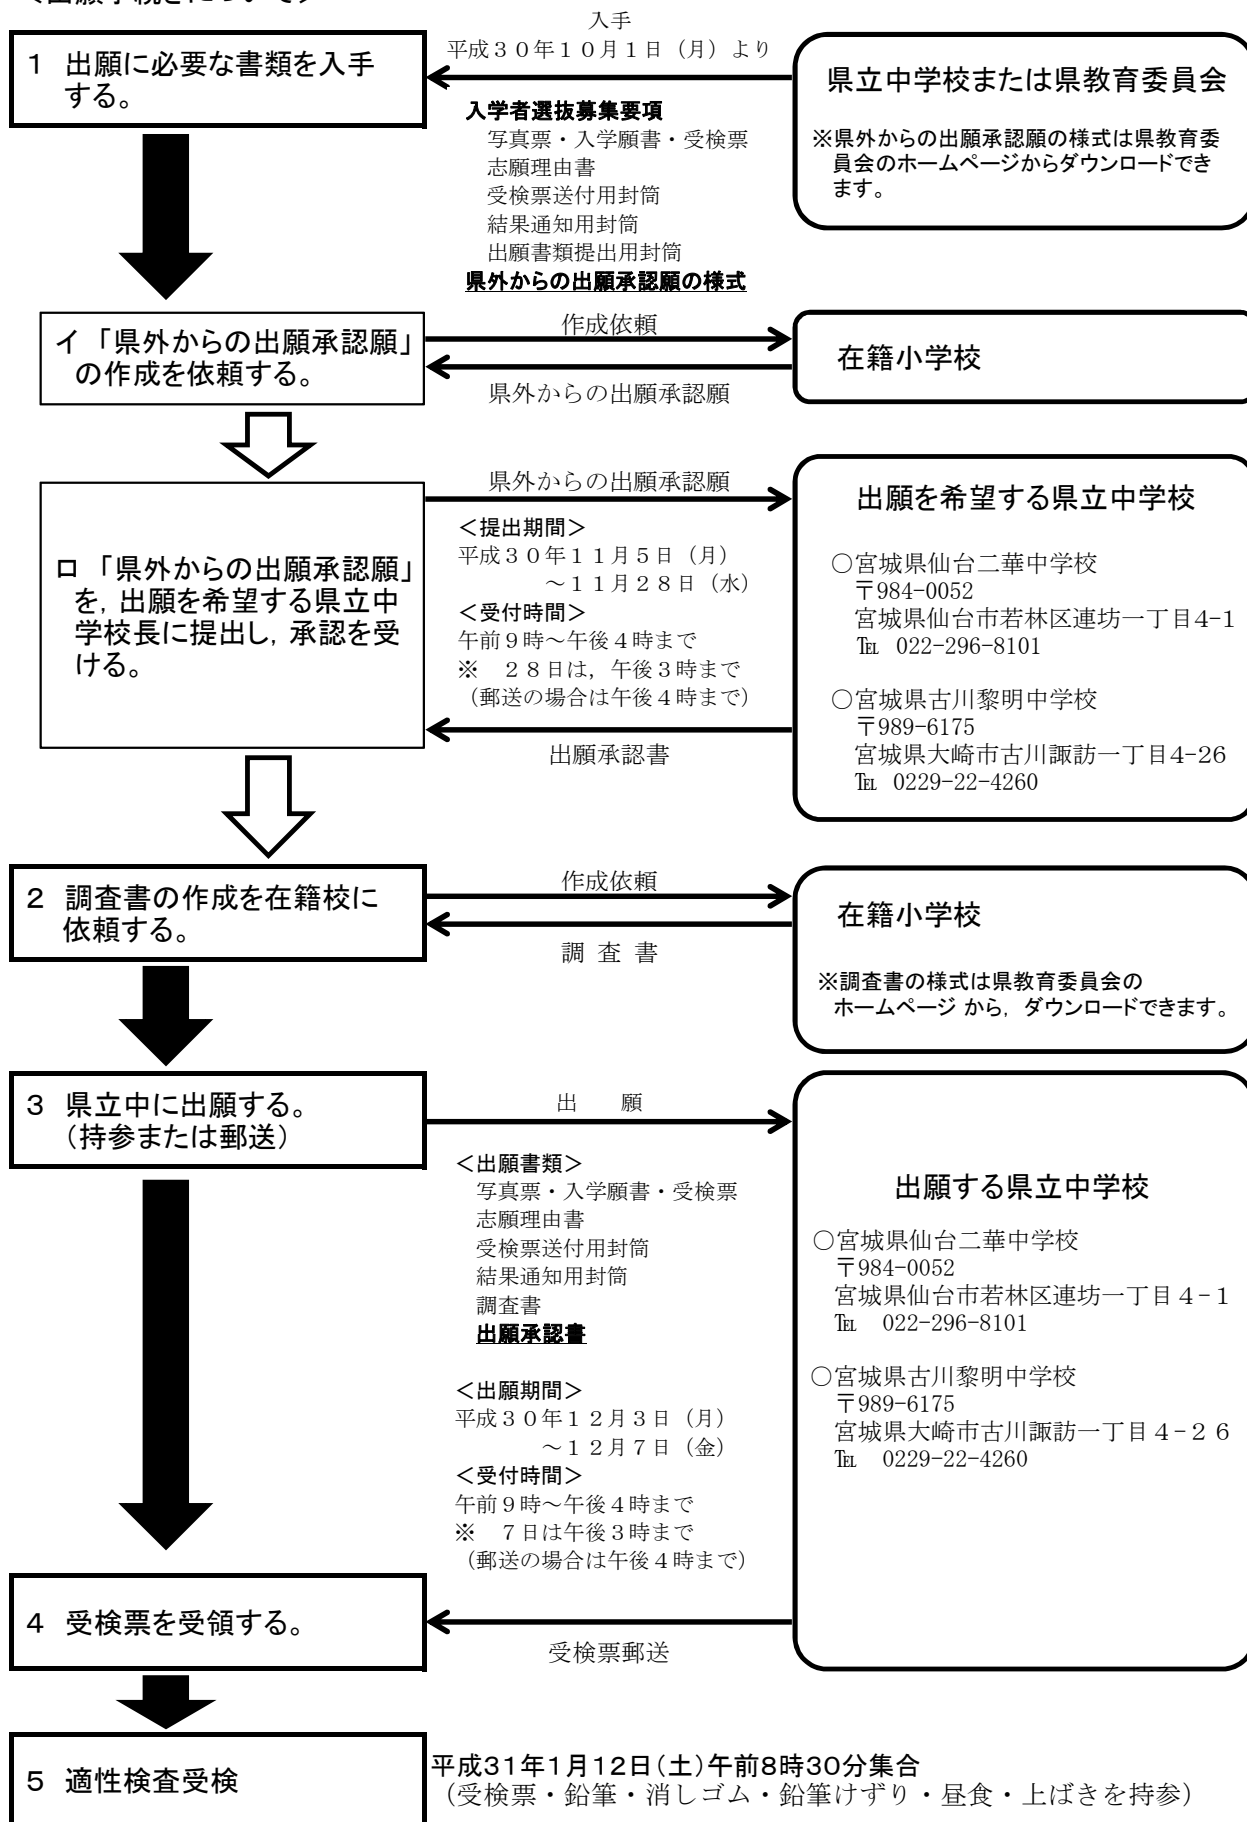 1 出願に必要な書類を入手
する。
入手
平成30年10月1日（月）より
入学者選抜募集要項
写真票・入学願書・受検票
志願理由書
受検票送付用封筒
結果通知用封筒
出願書類提出用封筒
県外からの出願承認願の様式
県立中学校または県教育委員会
※県外からの出願承認願の様式は県教育委
員会のホームページからダウンロードでき
ます。
イ 「県外からの出願承認願」
の作成を依頼する。
作成依頼
県外からの出願承認願
在籍小学校
ロ 「県外からの出願承認願」
を，出願を希望する県立中
学校長に提出し，承認を受
ける。
県外からの出願承認願
＜提出期間＞
平成30年11月5日（月）
～11月28日（水）
＜受付時間＞
午前9時～午後4時まで
※ 28日は，午後3時まで
（郵送の場合は午後4時まで）
出願承認書
出願を希望する県立中学校
○宮城県仙台二華中学校
〒984-0052
宮城県仙台市若林区連坊一丁目4-1
℡ 022-296-8101
○宮城県古川黎明中学校
〒989-6175
宮城県大崎市古川諏訪一丁目4-26
℡ 0229-22-4260
2 調査書の作成を在籍校に
依頼する。
作成依頼
調 査 書
在籍小学校
※調査書の様式は県教育委員会の
ホームページ から，ダウンロードできます。
3 県立中に出願する。
（持参または郵送）
出 願
＜出願書類＞
写真票・入学願書・受検票
志願理由書
受検票送付用封筒
結果通知用封筒
調査書
出願承認書
＜出願期間＞
平成30年12月3日（月）
～12月7日（金）
＜受付時間＞
午前9時～午後4時まで
※ 7日は午後3時まで
（郵送の場合は午後4時まで）
出願する県立中学校
○宮城県仙台二華中学校
〒984-0052
宮城県仙台市若林区連坊一丁目4-1
℡ 022-296-8101
○宮城県古川黎明中学校
〒989-6175
宮城県大崎市古川諏訪一丁目4-26
℡ 0229-22-4260
4 受検票を受領する。
受検票郵送
5 適性検査受検
平成31年1月12日（土）午前8時30分集合
（受検票・鉛筆・消しゴム・鉛筆けずり・昼食・上ばきを持参）